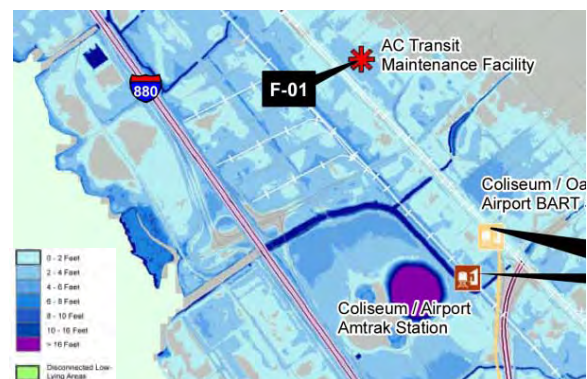 AC Transit
Maintenance Facility
F-01
880
Coliseum / Oa
Airport BART
0 - 2 Feet
2 - 4 Feet
4 - 6 Feet
6 - 8 Feet
8 - 10 Feet
10 - 16 Feet
> 16 Feet
Disconnected Low-
Lying Areas
Coliseum / Airport
Amtrak Station